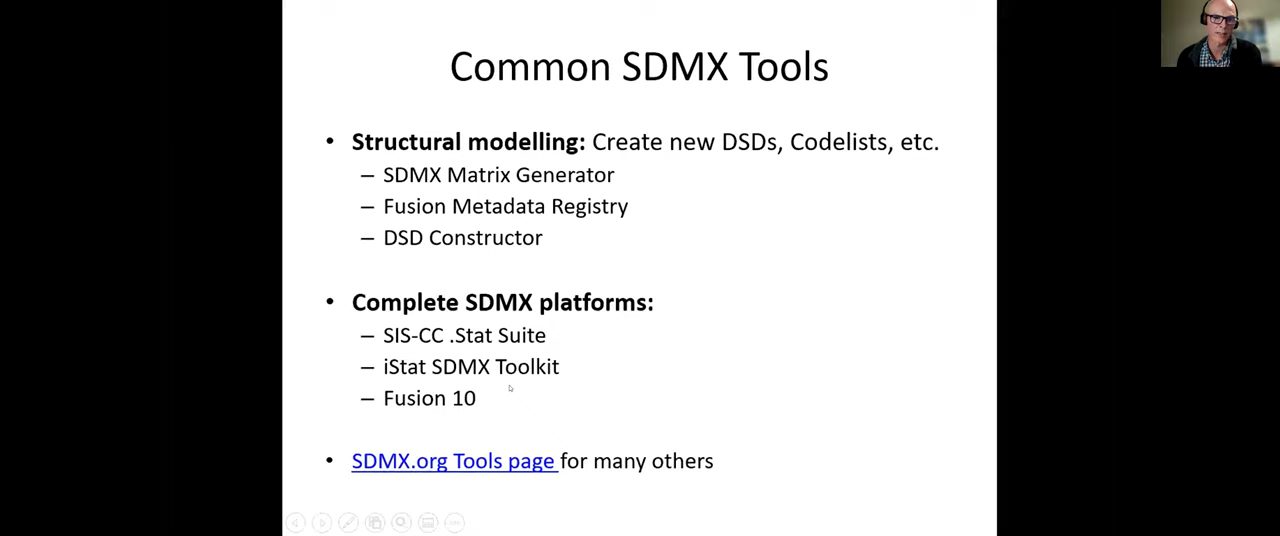 Common SDMX Tools
• Structural modelling: Create new DSDs, Codelists, etc.
– SDMX Matrix Generator
– Fusion Metadata Registry
– DSD Constructor
• Complete SDMX platforms:
– SIS-CC .Stat Suite
– iStat SDMX Toolkit
– Fusion 10
• SDMX.org Tools page for many others